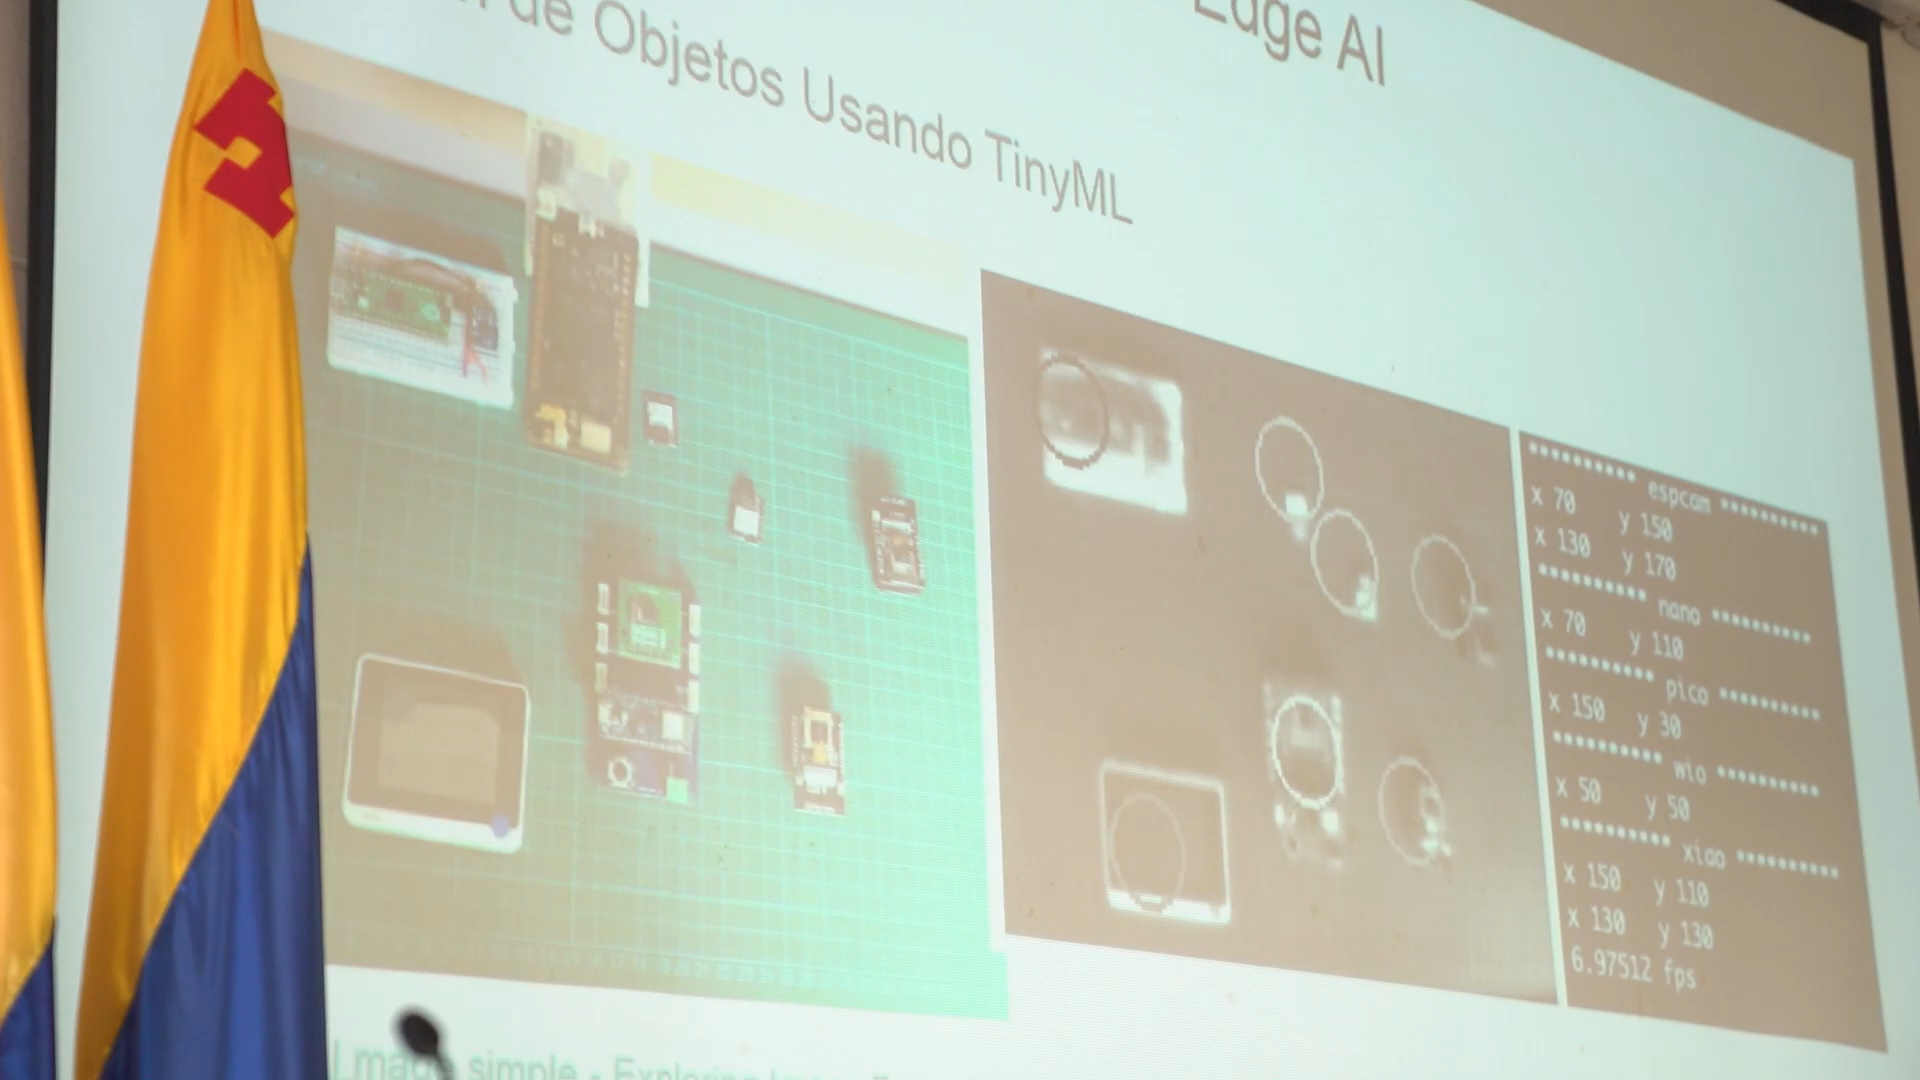 Edge AI
de Objetos Usando TinyML
********** espcam **********
x 70 y 150
x 130 y 170
********** nano **********
x 70 y 110
********** pico **********
x 150 y 30
********** wio **********
x 50 y 50
********** xiao **********
x 150 y 110
x 130 y 130
6.97512 fps
simple - Exploring